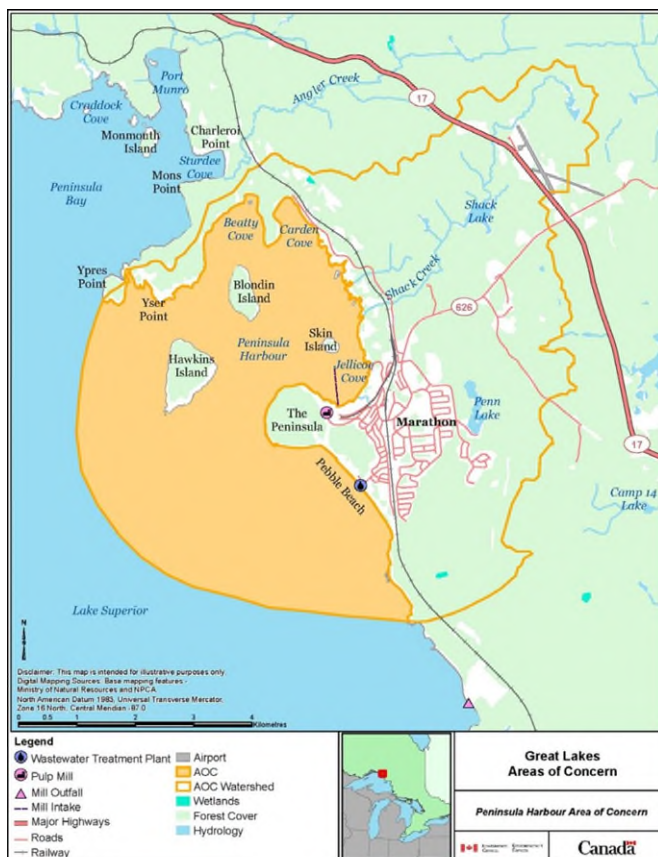 17
Port
Munro
Angler Creek
Craddock
Cove
Monmouth
Island
Charleroi
Point
Sturdee
Cove
Mons
Point
Peninsula
Bay
17
Shack
Lake
Beatty
Cove
Carden
Cove
Ypres
Point
Yser
Point
Blondin
Island
Shack Creek
626
Peninsula
Harbour
Skin
Island
Hawkins
Island
Jellicoe
Cove
The
Peninsula
Marathon
Penn
Lake
17
Pebble Beach
Camp 14
Lake
Lake Superior
N
Disclaimer: This map is intended for illustrative purposes only.
Digital Mapping Sources: Base mapping features -
Ministry of Natural Resources and NPCA.
North American Datum 1983, Universal Transverse Mercator,
Zone 16 North, Central Meridian -87.0
0 0.5 1 2 3 4
Kilometres
Legend
Wastewater Treatment Plant
Pulp Mill
Mill Outfall
Mill Intake
Major Highways
Roads
Railway
Airport
AOC
AOC Watershed
Wetlands
Forest Cover
Hydrology
Great Lakes
Areas of Concern
Peninsula Harbour Area of Concern
Canada